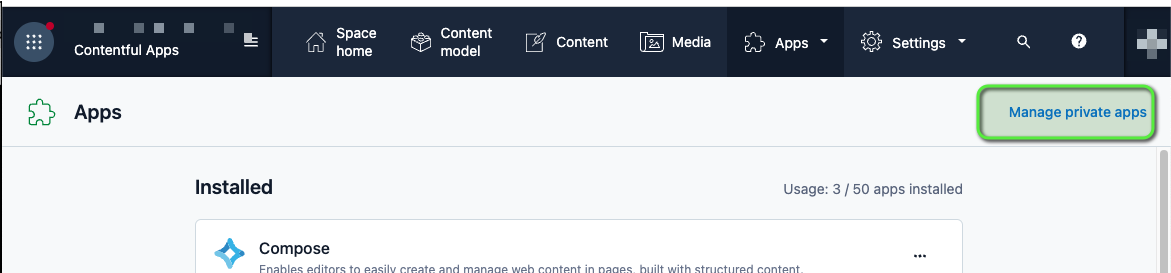 Contentful Apps
Space
home
Content
model
Content
Media
Apps
Settings
Apps
Manage private apps
Installed
Usage: 3 / 50 apps installed
Compose
Enables editors to easily create and manage web content in pages, built with structured content.